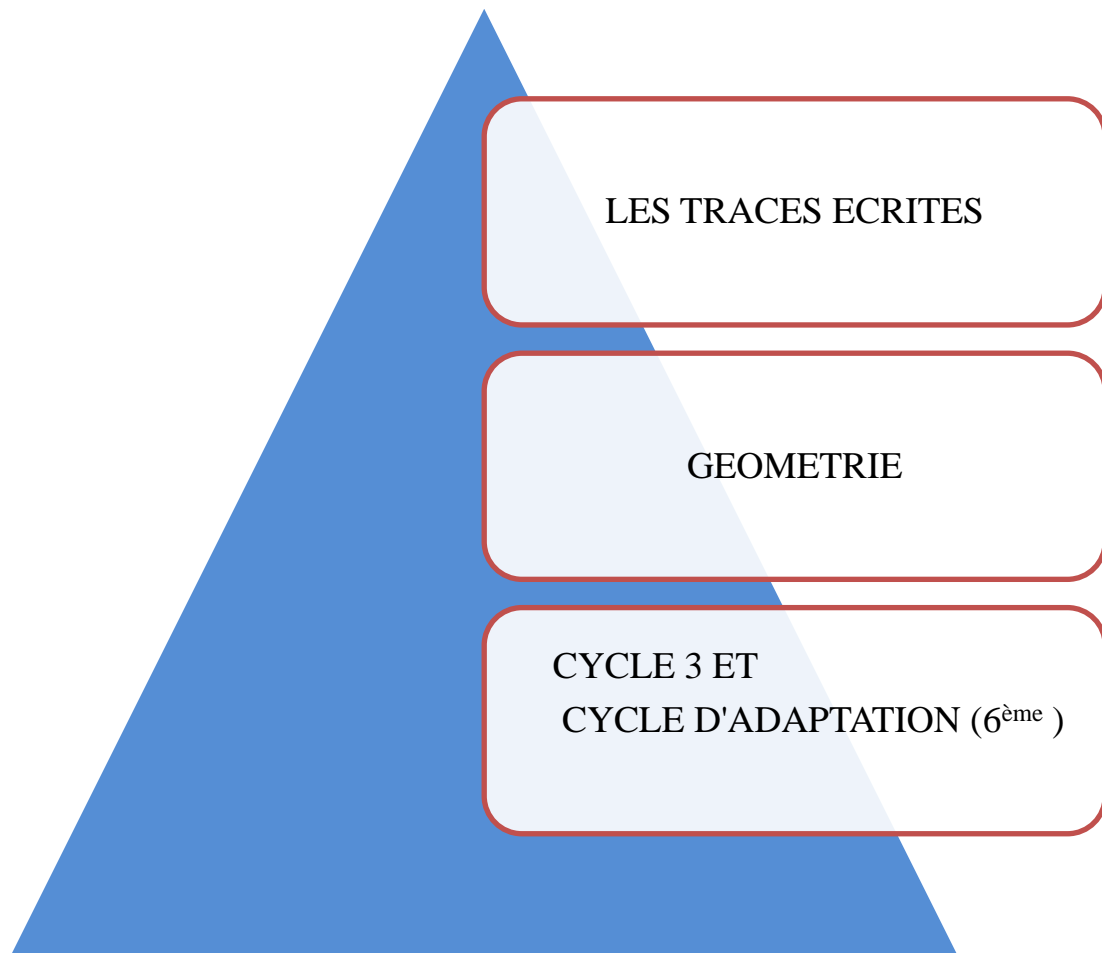 LES TRACES ECRITES
GEOMETRIE
CYCLE 3 ET
CYCLE D'ADAPTATION (6ème )